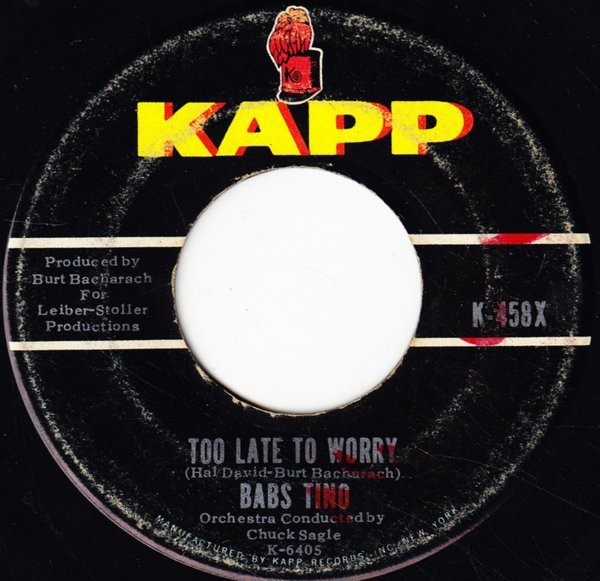 K
KAPP
Produced by
Burt Bacharach
For
Leiber-Stoller
Productions
K-458X
TOO LATE TO WORRY
(Hal David-Burt Bacharach)
BABS TINO
Orchestra Conducted by
Chuck Sagle
K-6405
MANUFACTURED BY KAPP RECORDS, INC. NEW YORK